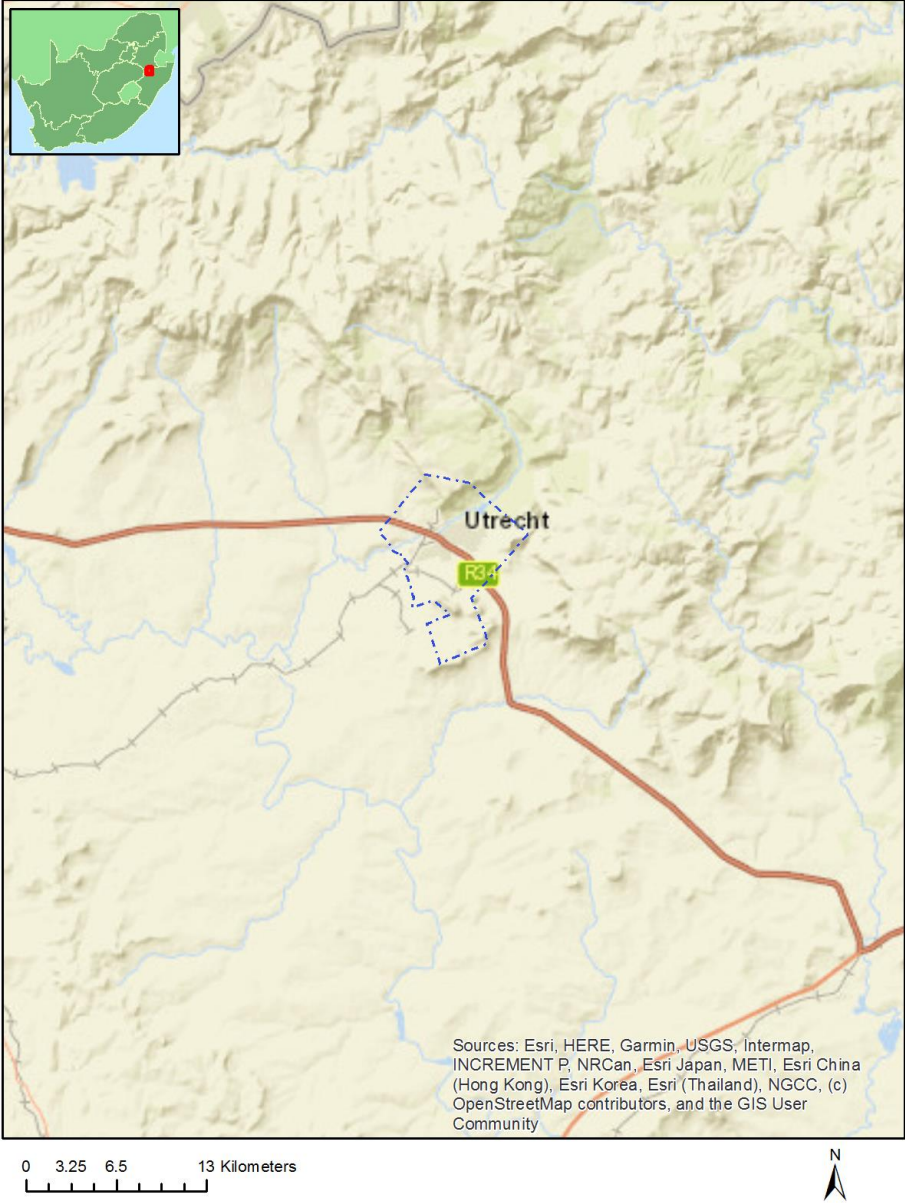 Utrecht
R34
Sources: Esri, HERE, Garmin, USGS, Intermap,
INCREMENT P, NRCan, Esri Japan, METI, Esri China
(Hong Kong), Esri Korea, Esri (Thailand), NGCC, (c)
OpenStreetMap contributors, and the GIS User
Community
0 3.25 6.5 13 Kilometers
N